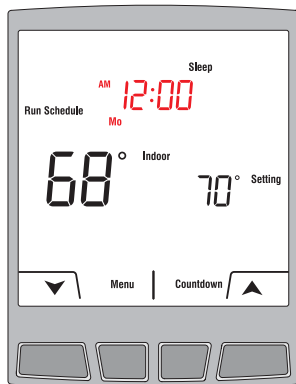 Sleep
AM 12:00
Run Schedule
Mo
68° Indoor
70° Setting
Menu Countdown